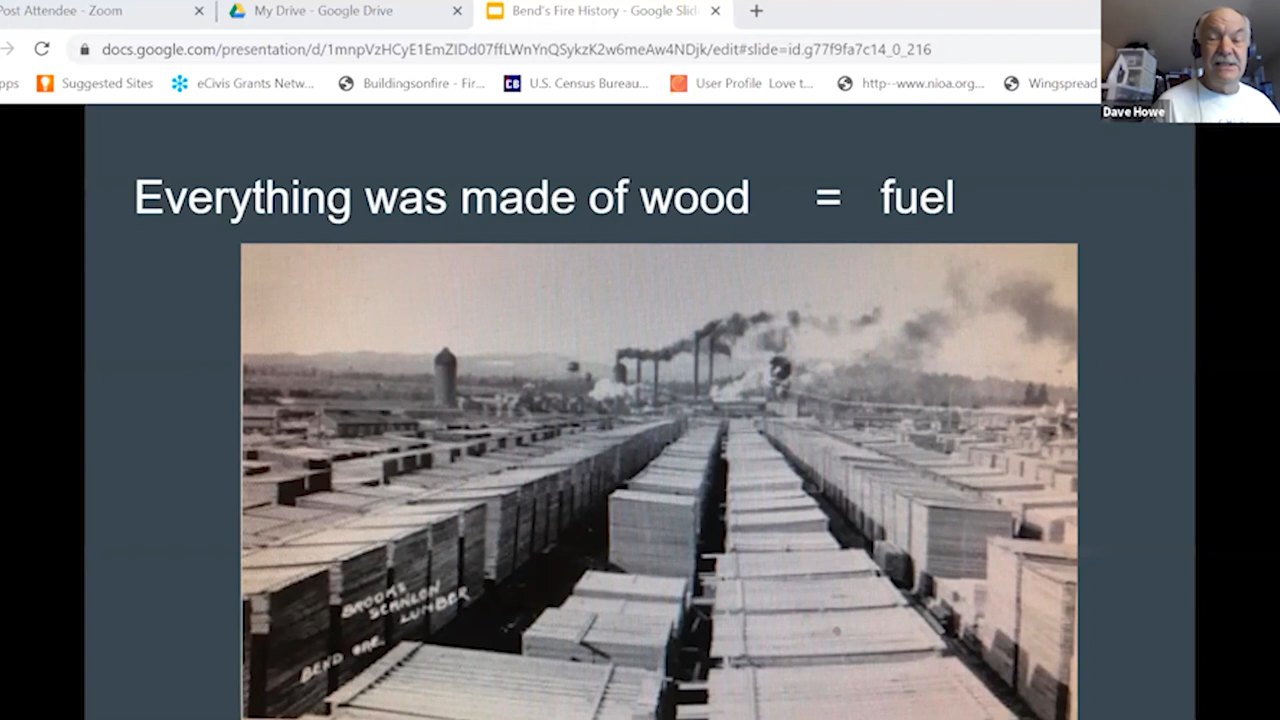 Post Attendee - Zoom
My Drive - Google Drive
Bend's Fire History - Google Slid
docs.google.com/presentation/d/1mnpVzHCyE1EmZIDd07ffLWnYnQSykzK2w6meAw4NDjk/edit#slide=id.g77f9fa7c14_0_216
pps
Suggested Sites
eCivis Grants Netw...
Buildingsonfire - Fir...
CB
U.S. Census Bureau...
User Profile Love t...
http--www.nioa.org...
Wingspread
Dave Howe
Everything was made of wood = fuel
BROOKS
SCANLON
LUMBER
BEND ORE.